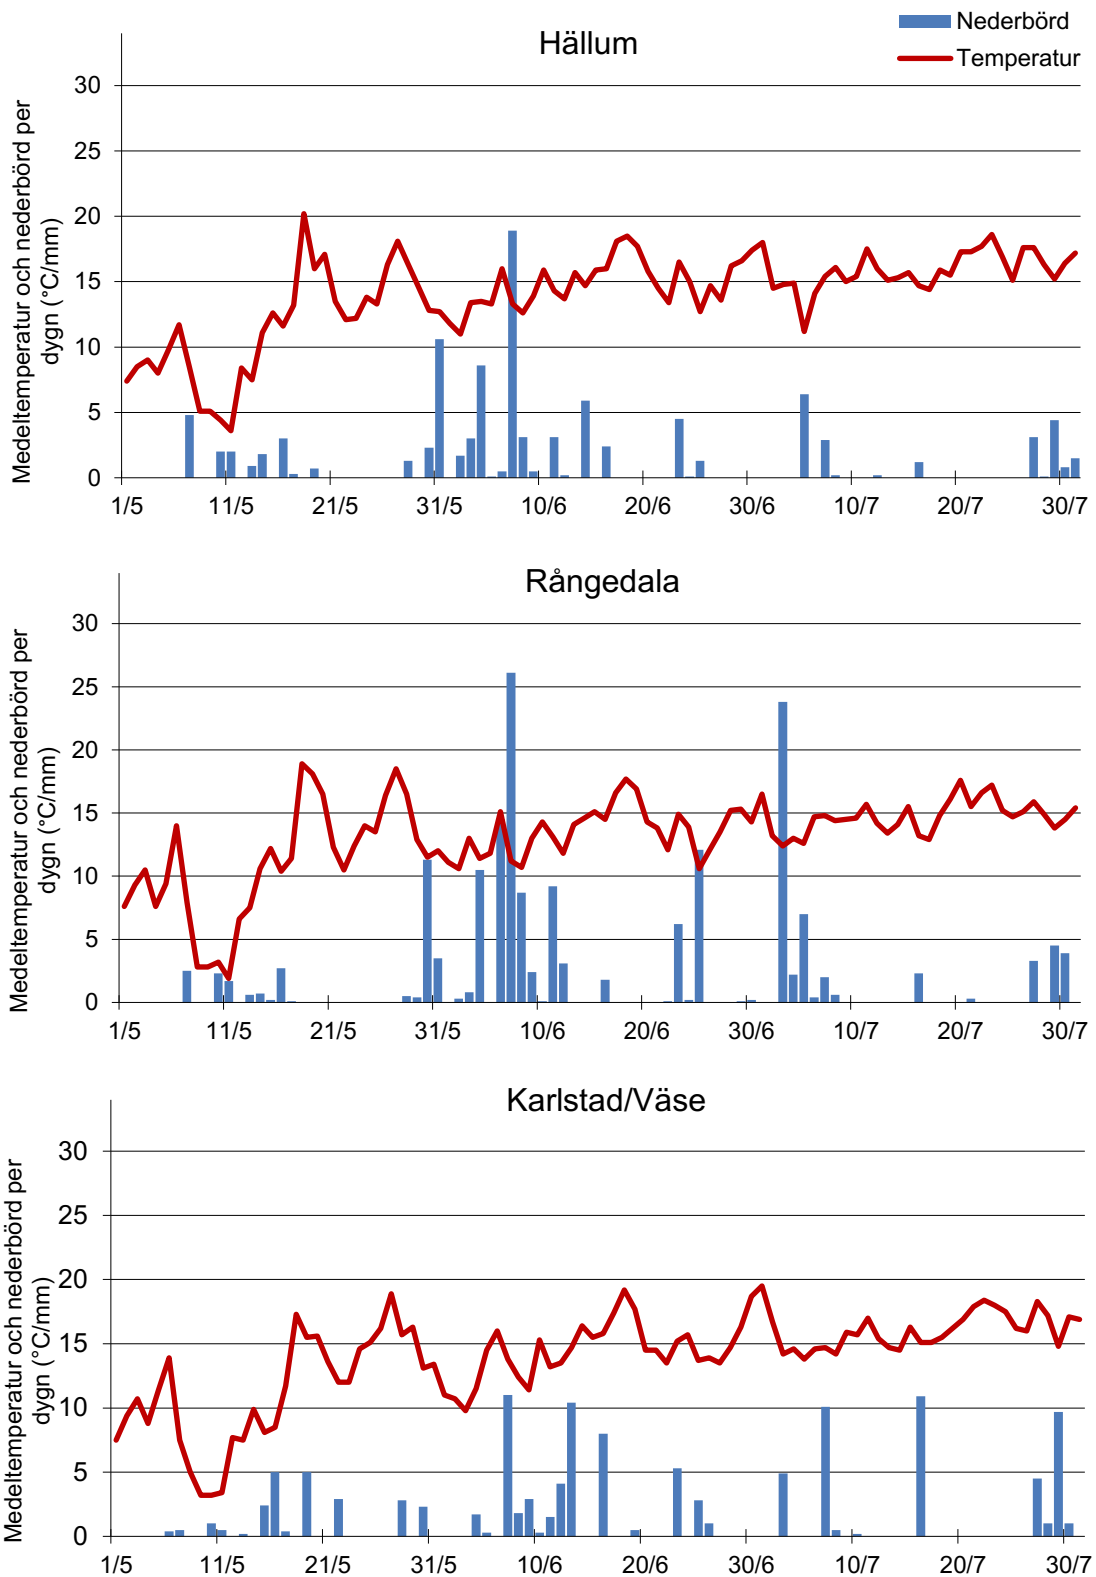 Nederbörd
Temperatur
Hällum
Medeltemperatur och nederbörd per
dygn (°C/mm)
30
25
20
15
10
5
0
1/5 11/5 21/5 31/5 10/6 20/6 30/6 10/7 20/7 30/7
Rångedala
Medeltemperatur och nederbörd per
dygn (°C/mm)
30
25
20
15
10
5
0
1/5 11/5 21/5 31/5 10/6 20/6 30/6 10/7 20/7 30/7
Karlstad/Väse
Medeltemperatur och nederbörd per
dygn (°C/mm)
30
25
20
15
10
5
0
1/5 11/5 21/5 31/5 10/6 20/6 30/6 10/7 20/7 30/7